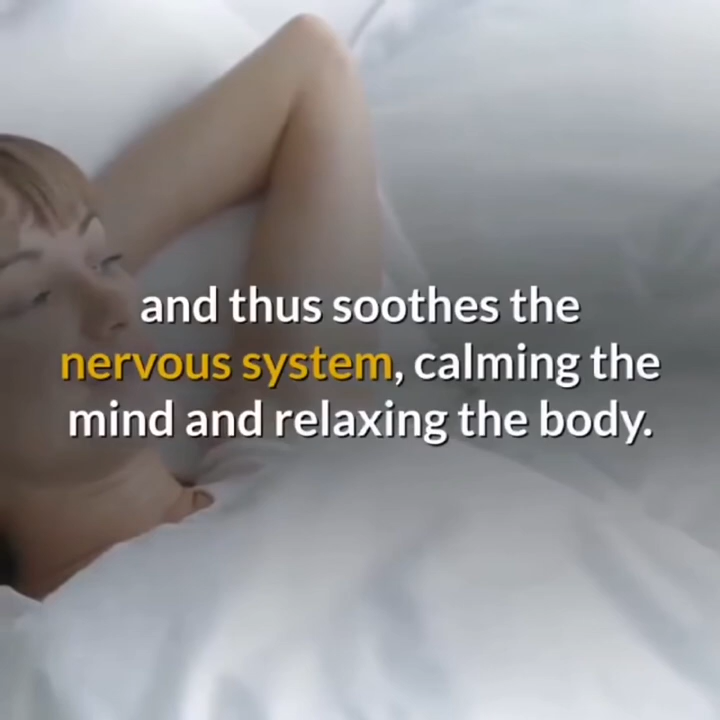 and thus soothes the
nervous system, calming the
mind and relaxing the body.